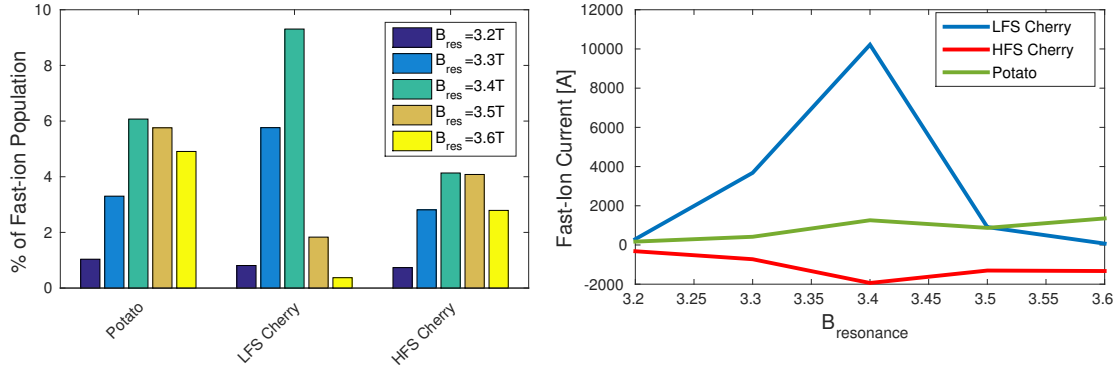 10
8
6
4
2
0
% of Fast-ion Population
Potato
LFS Cherry
HFS Cherry
B_res=3.2T
B_res=3.3T
B_res=3.4T
B_res=3.5T
B_res=3.6T
12000
10000
8000
6000
4000
2000
0
-2000
Fast-Ion Current [A]
LFS Cherry
HFS Cherry
Potato
3.2 3.25 3.3 3.35 3.4 3.45 3.5 3.55 3.6
B_resonance